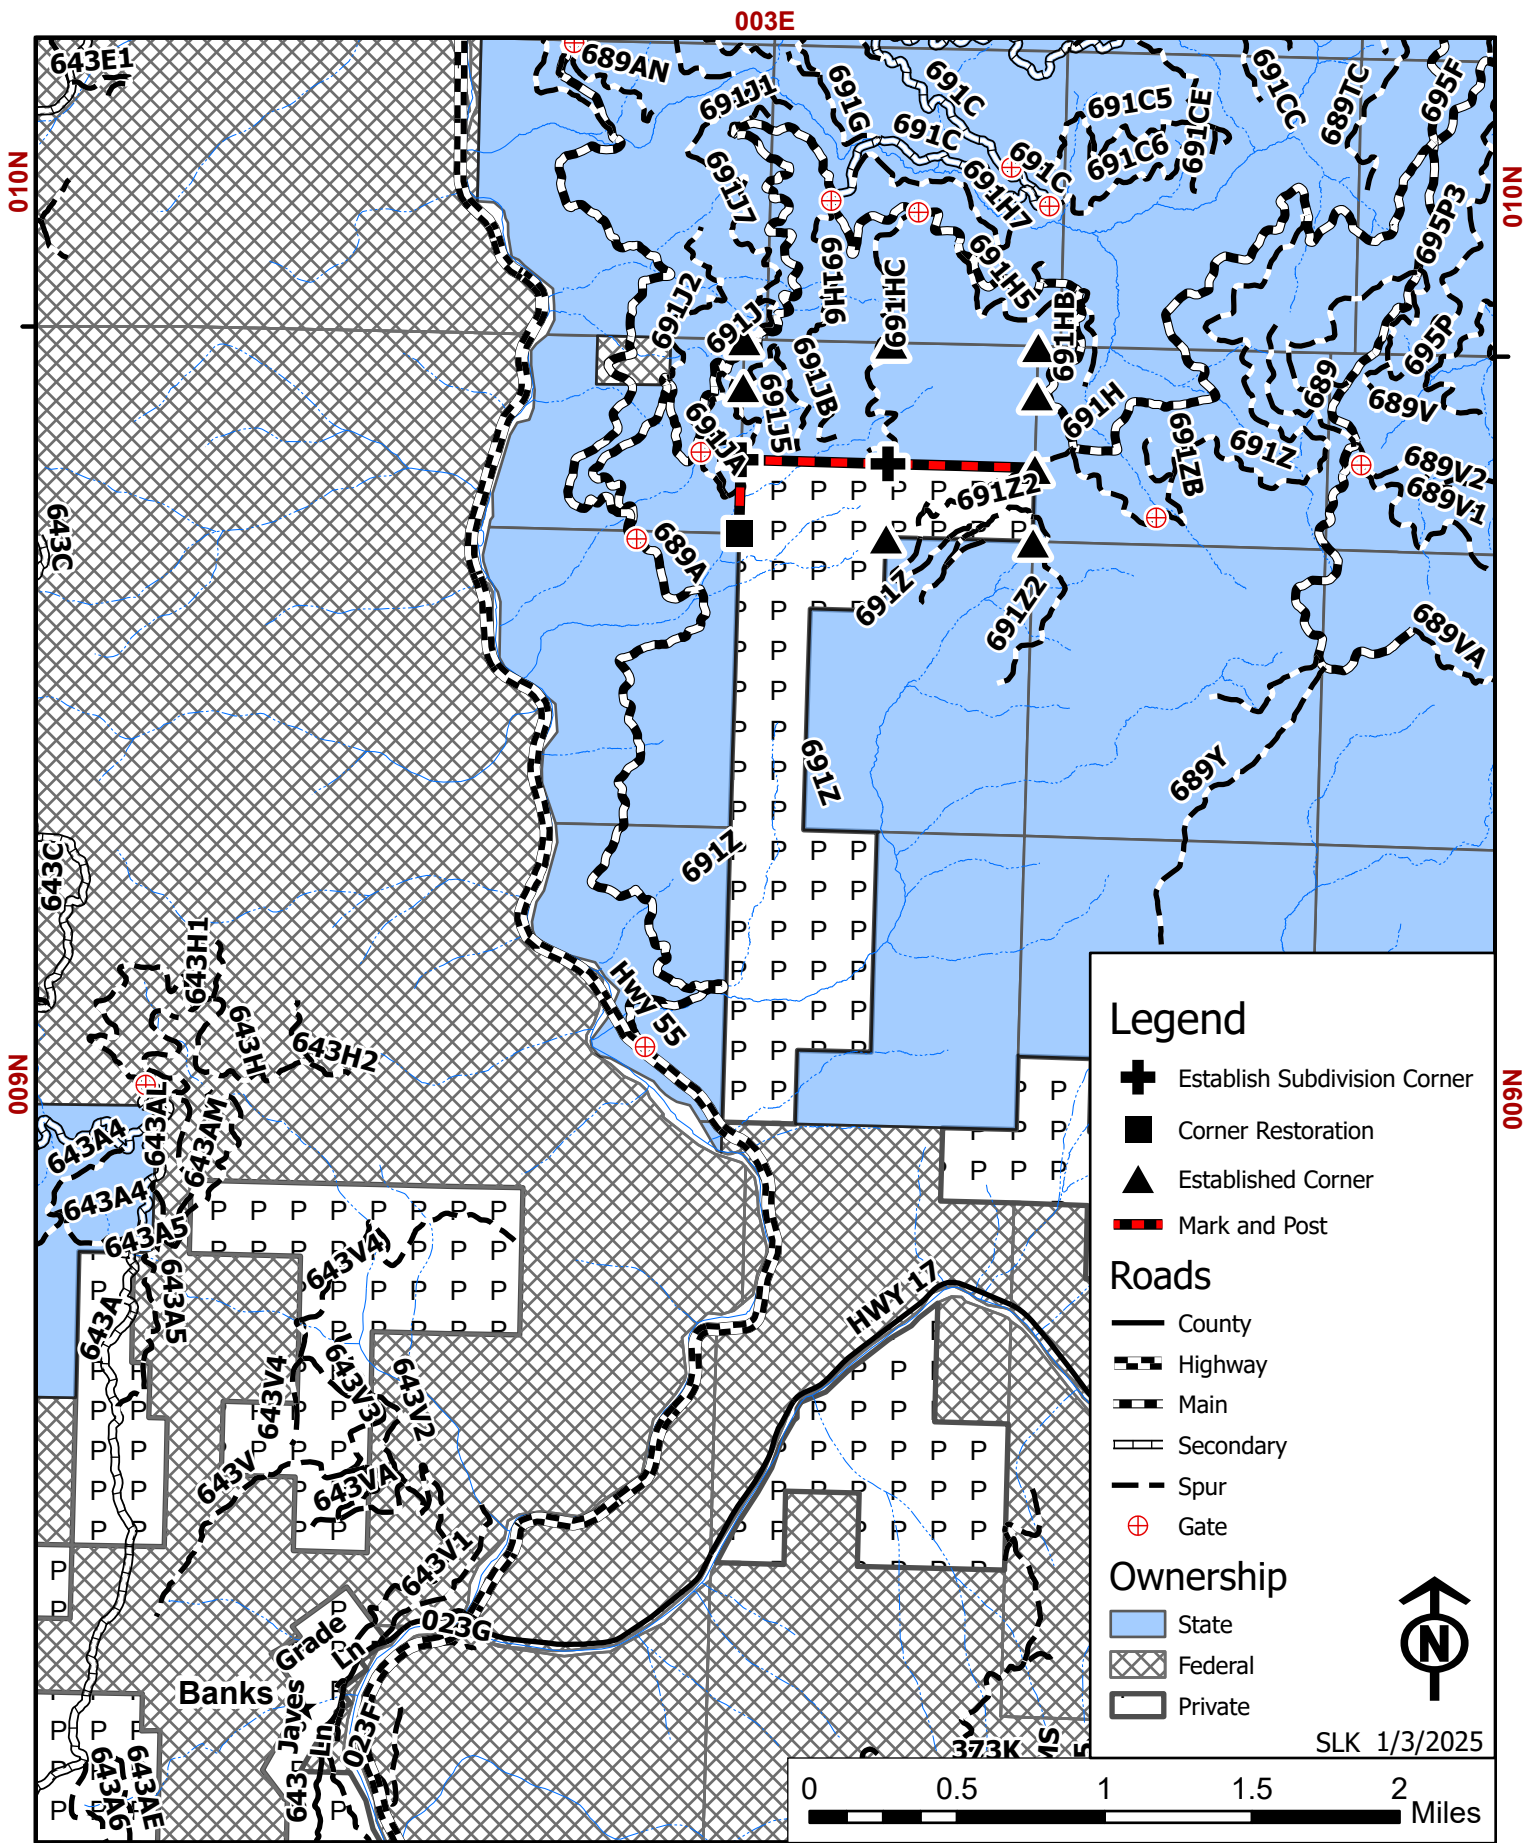 003E
010N
010N
009N
009N
643E1
689AN
691J1
691G
691C
691C
691C
691C5
691CE
691C6
691CC
689TC
695F
691J7
691H7
695P3
691H6
691HC
691H5
691HB
691J2
691J
691JB
691J5
691JA
691H
691ZB
691Z
689
695P
689V
689V2
689V1
691Z2
643C
689A
691Z
691Z2
689VA
691Z
689Y
691Z
643C
643H1
643H
643H2
Hwy 55
643AL
643AM
643A4
643A4
643A5
643A5
643A
643V4J
643V4
643V3
643V2
643V
643VA
643V1
HWY 17
023G
Grade
Ln
Banks
Jayes
Ln
643
023F
643A6
643AE
373K
P P P P P
P P P P P P P
P P P P
P P
P P
P P
P P
P P
P P
P P P P
P P P P
P P P P
P P P P
P P P P
P P
P P
Legend
Establish Subdivision Corner
Corner Restoration
Established Corner
Mark and Post
Roads
County
Highway
Main
Secondary
Spur
Gate
Ownership
State
Federal
Private
N
SLK 1/3/2025
0 0.5 1 1.5 2
Miles